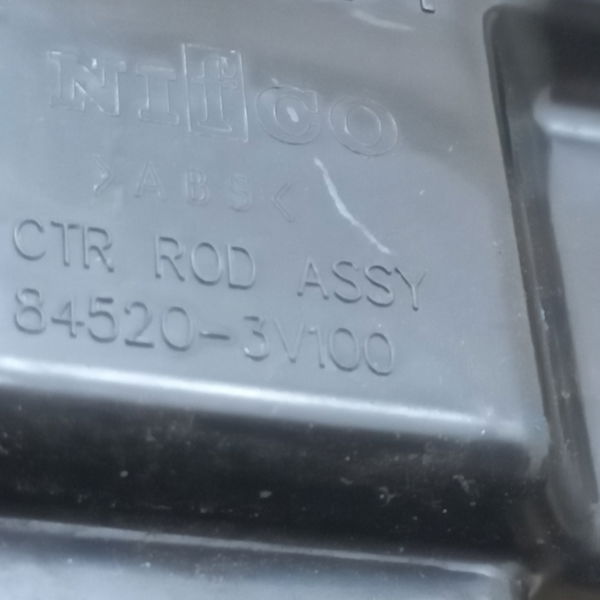 Nifco
>ABS<
CTR ROD ASSY
84520-3V100